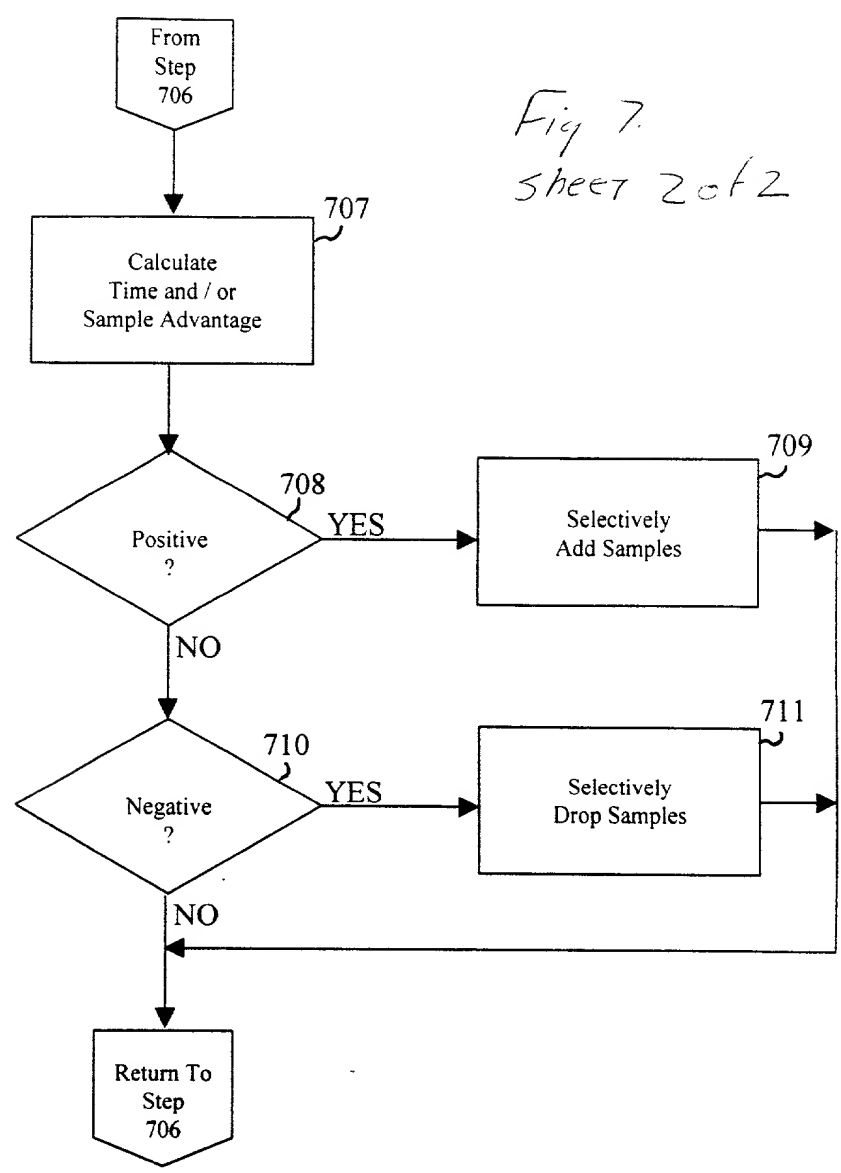 From
Step
706
Fig 7.
sheet 2 of 2
707
Calculate
Time and / or
Sample Advantage
708
Positive
?
YES
709
Selectively
Add Samples
NO
710
Negative
?
YES
711
Selectively
Drop Samples
NO
Return To
Step
706